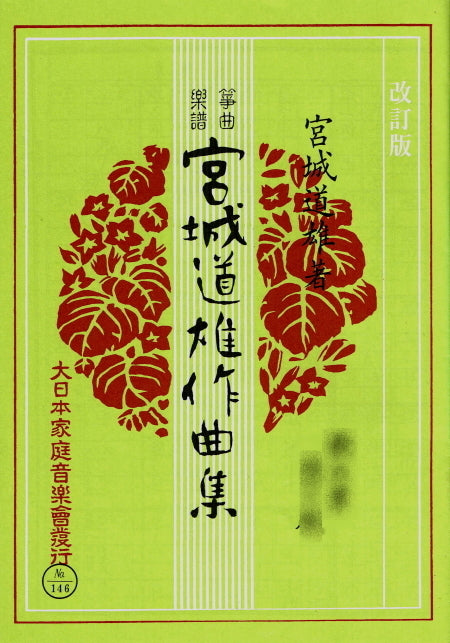 改訂版
宮城道雄著
箏曲
樂譜
宮城道雄作曲集
大日本家庭音楽會發行
No.
146